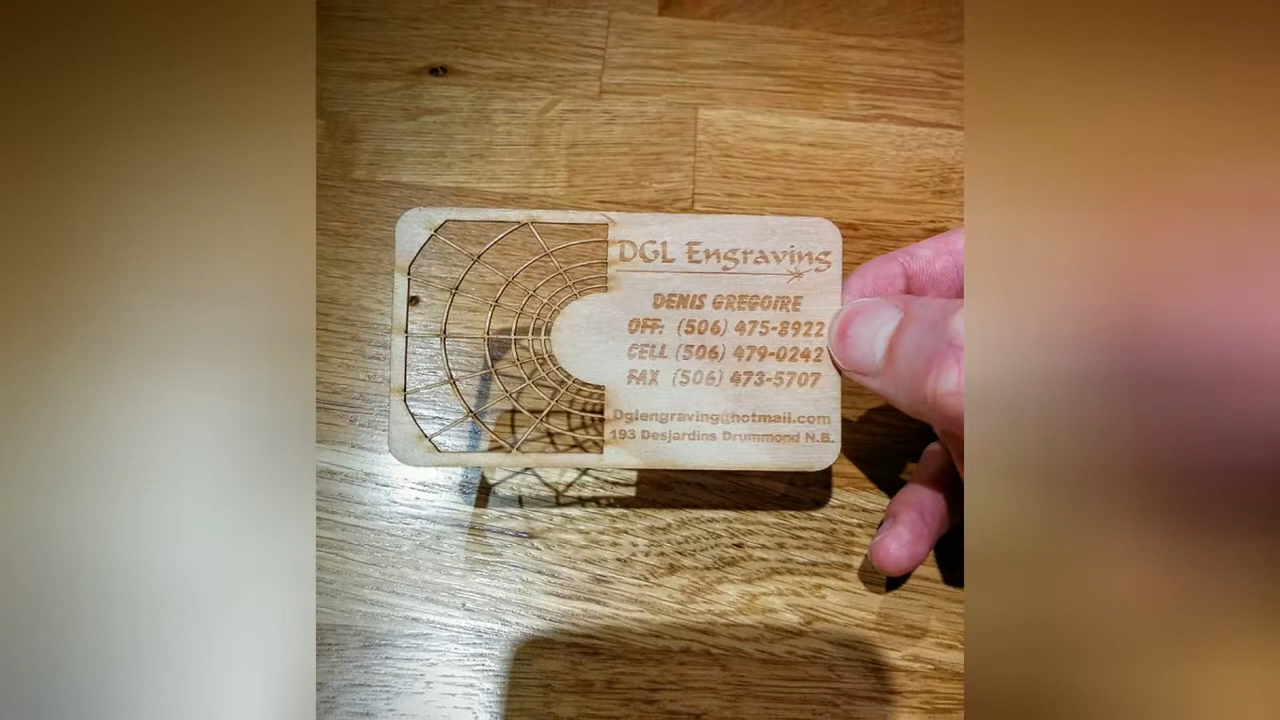 DGL Engraving
DENIS GREGOIRE
OFF: (506) 475-8922
CELL (506) 479-0242
FAX (506) 473-5707
Dglengraving@hotmail.com
193 Desjardins Drummond N.B.